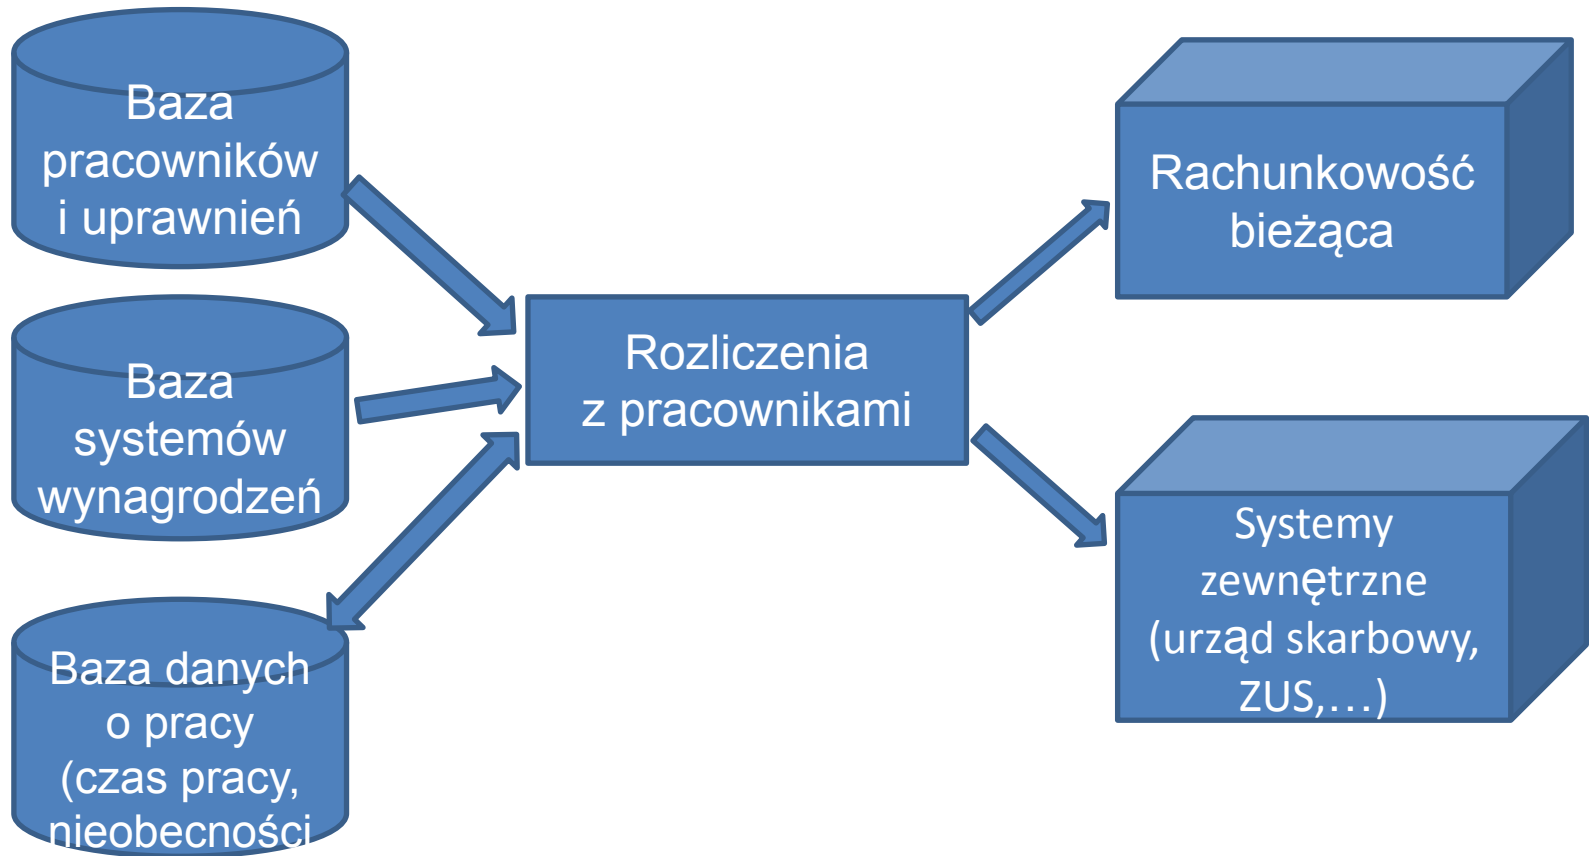 Baza
pracowników
i uprawnień
Baza
systemów
wynagrodzeń
Baza danych
o pracy
(czas pracy,
nieobecności
Rozliczenia
z pracownikami
Rachunkowość
bieżąca
Systemy
zewnętrzne
(urząd skarbowy,
ZUS,…)